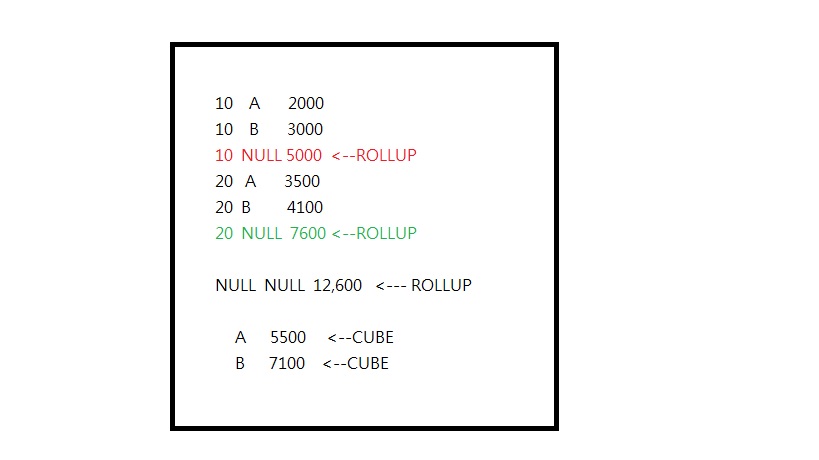 10 A 2000
10 B 3000
10 NULL 5000 <--ROLLUP
20 A 3500
20 B 4100
20 NULL 7600 <--ROLLUP
NULL NULL 12,600 <--- ROLLUP
A 5500 <--CUBE
B 7100 <--CUBE